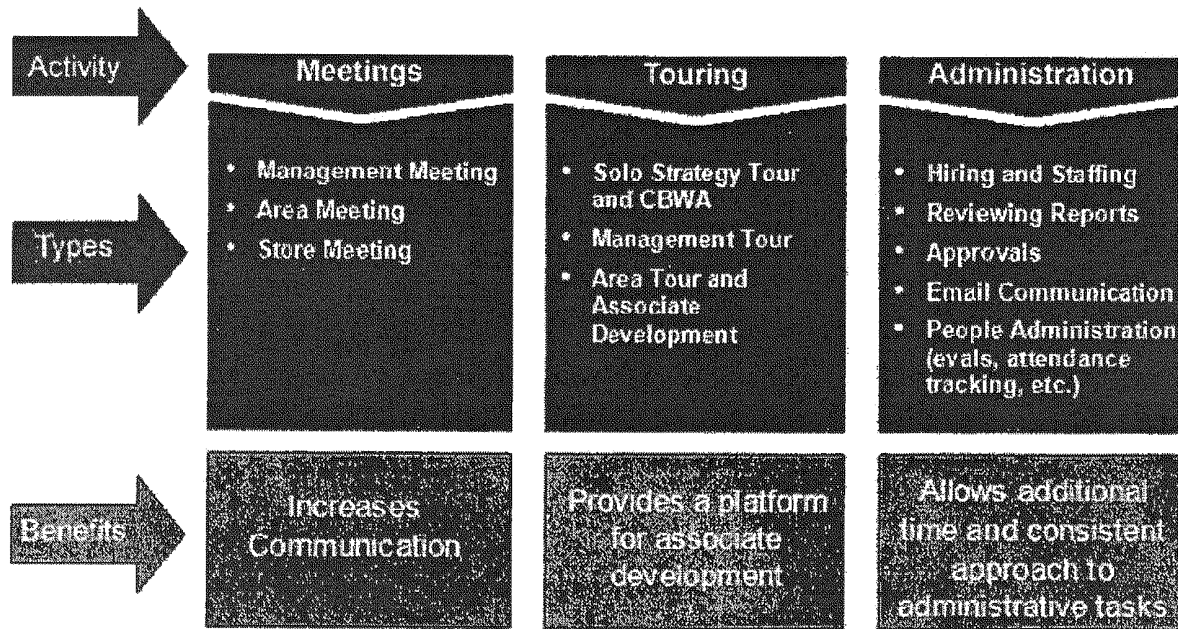 Activity
Meetings
Touring
Administration
Types
• Management Meeting
• Area Meeting
• Store Meeting
• Solo Strategy Tour
and CBWA
• Management Tour
• Area Tour and
Associate
Development
• Hiring and Staffing
• Reviewing Reports
• Approvals
• Email Communication
• People Administration
(evals, attendance
tracking, etc.)
Benefits
Increases
Communication
Provides a platform
for associate
development
Allows additional
time and consistent
approach to
administrative tasks